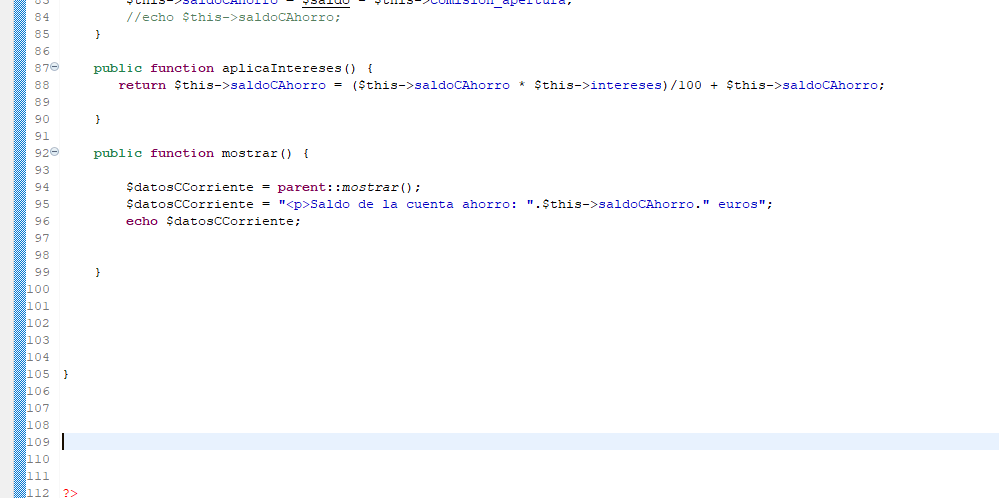 83 $this->saldoCAhorro = $saldo - $this->comision_apertura;
84 //echo $this->saldoCAhorro;
85 }
86
87 public function aplicaIntereses() {
88 return $this->saldoCAhorro = ($this->saldoCAhorro * $this->intereses)/100 + $this->saldoCAhorro;
89
90 }
91
92 public function mostrar() {
93
94 $datosCCorriente = parent::mostrar();
95 $datosCCorriente = "<p>Saldo de la cuenta ahorro: ".$this->saldoCAhorro." euros";
96 echo $datosCCorriente;
97
98
99 }
100
101
102
103
104
105 }
106
107
108
109
110
111
112 ?>